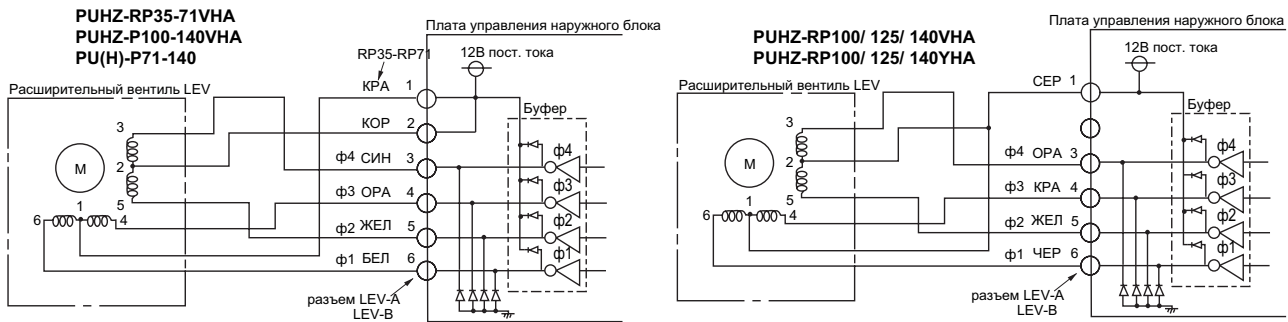 PUHZ-RP35-71VHA
PUHZ-P100-140VHA
PU(H)-P71-140
Плата управления наружного блока
RP35-RP71
12В пост. тока
Расширительный вентиль LEV
КРА 1
Буфер
3
КОР 2
M
2
ф4 СИН 3
ф4
5
ф3 ОРА 4
ф3
6 1 4
ф2 ЖЕЛ 5
ф2
ф1 БЕЛ 6
ф1
разъем LEV-A
LEV-B
PUHZ-RP100/ 125/ 140VHA
PUHZ-RP100/ 125/ 140YHA
Плата управления наружного блока
12В пост. тока
Расширительный вентиль LEV
СЕР 1
Буфер
3
M
2
ф4 ОРА 3
ф4
5
ф3 КРА 4
ф3
6 1 4
ф2 ЖЕЛ 5
ф2
ф1 ЧЕР 6
ф1
разъем LEV-A
LEV-B